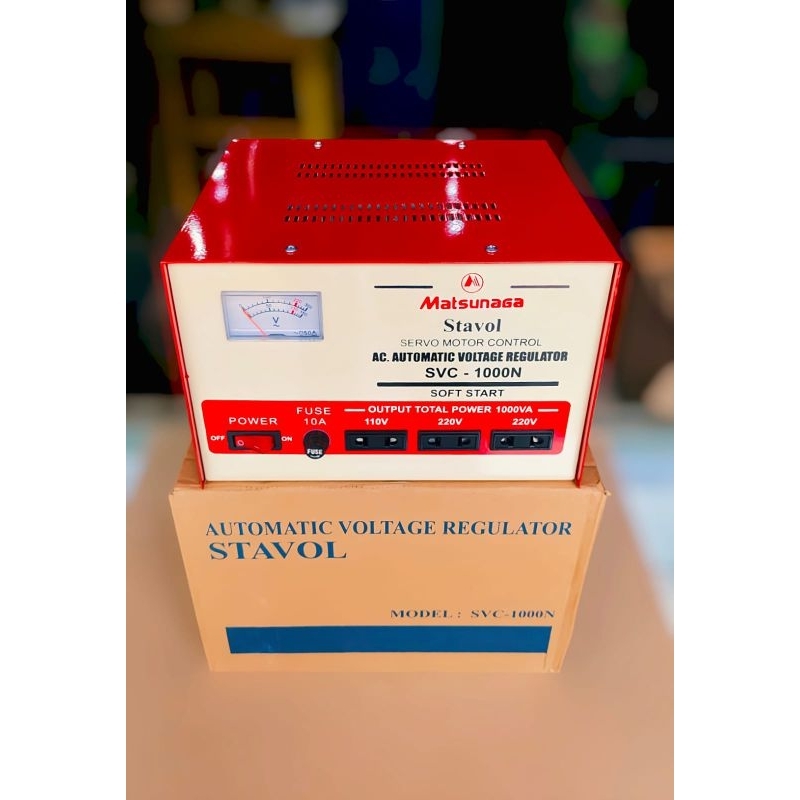 Matsunaga
Stavol
SERVO MOTOR CONTROL
AC. AUTOMATIC VOLTAGE REGULATOR
SVC - 1000N
SOFT START
V
POWER
OFF
ON
FUSE
10A
FUSE
OUTPUT TOTAL POWER 1000VA
110V 220V 220V
AUTOMATIC VOLTAGE REGULATOR
STAVOL
MODEL : SVC-1000N